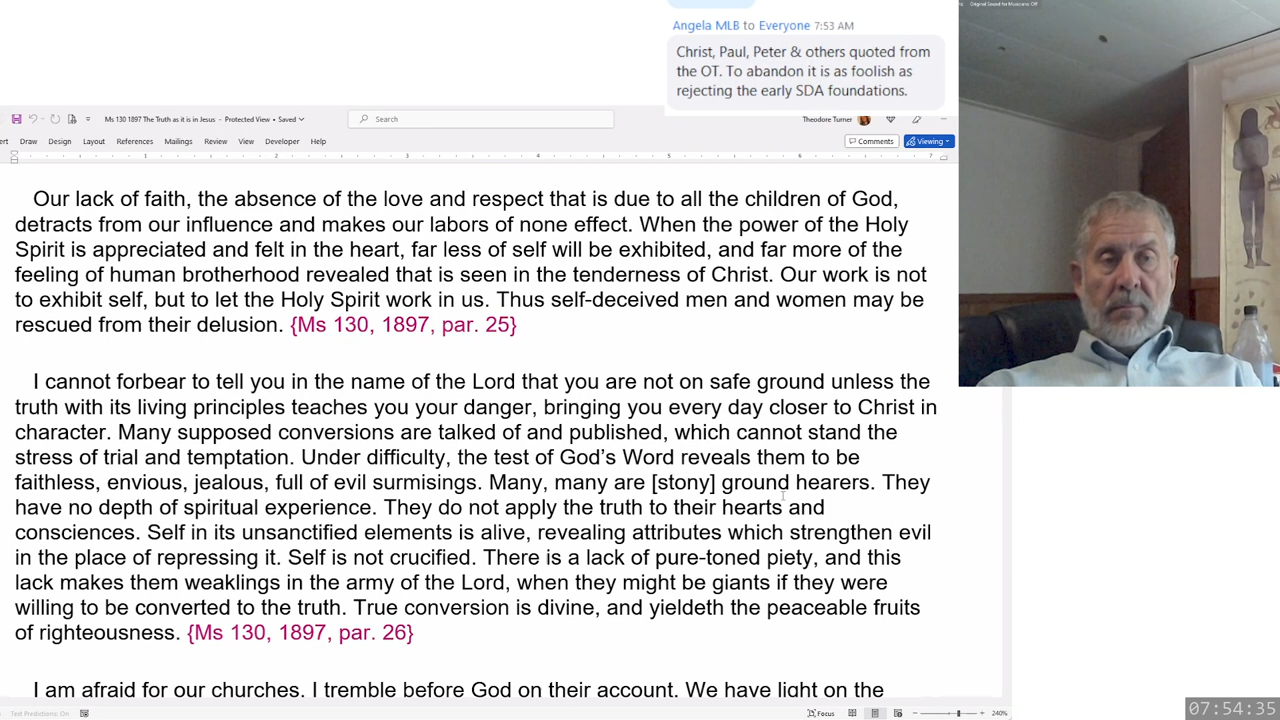 Original Sound for Musicians: Off
Angela MLB to Everyone 7:53 AM
Christ, Paul, Peter & others quoted from
the OT. To abandon it is as foolish as
rejecting the early SDA foundations.
Ms 130 1897 The Truth as it is in Jesus - Protected View • Saved
Search
Theodore Turner
ert Draw Design Layout References Mailings Review View Developer Help
Comments Viewing
1 2 3 4 5 6 7
Our lack of faith, the absence of the love and respect that is due to all the children of God,
detracts from our influence and makes our labors of none effect. When the power of the Holy
Spirit is appreciated and felt in the heart, far less of self will be exhibited, and far more of the
feeling of human brotherhood revealed that is seen in the tenderness of Christ. Our work is not
to exhibit self, but to let the Holy Spirit work in us. Thus self-deceived men and women may be
rescued from their delusion. {Ms 130, 1897, par. 25}
I cannot forbear to tell you in the name of the Lord that you are not on safe ground unless the
truth with its living principles teaches you your danger, bringing you every day closer to Christ in
character. Many supposed conversions are talked of and published, which cannot stand the
stress of trial and temptation. Under difficulty, the test of God’s Word reveals them to be
faithless, envious, jealous, full of evil surmisings. Many, many are [stony] ground hearers. They
have no depth of spiritual experience. They do not apply the truth to their hearts and
consciences. Self in its unsanctified elements is alive, revealing attributes which strengthen evil
in the place of repressing it. Self is not crucified. There is a lack of pure-toned piety, and this
lack makes them weaklings in the army of the Lord, when they might be giants if they were
willing to be converted to the truth. True conversion is divine, and yieldeth the peaceable fruits
of righteousness. {Ms 130, 1897, par. 26}
I am afraid for our churches. I tremble before God on their account. We have light on the
Text Predictions: On
Focus
240%
07:54:35